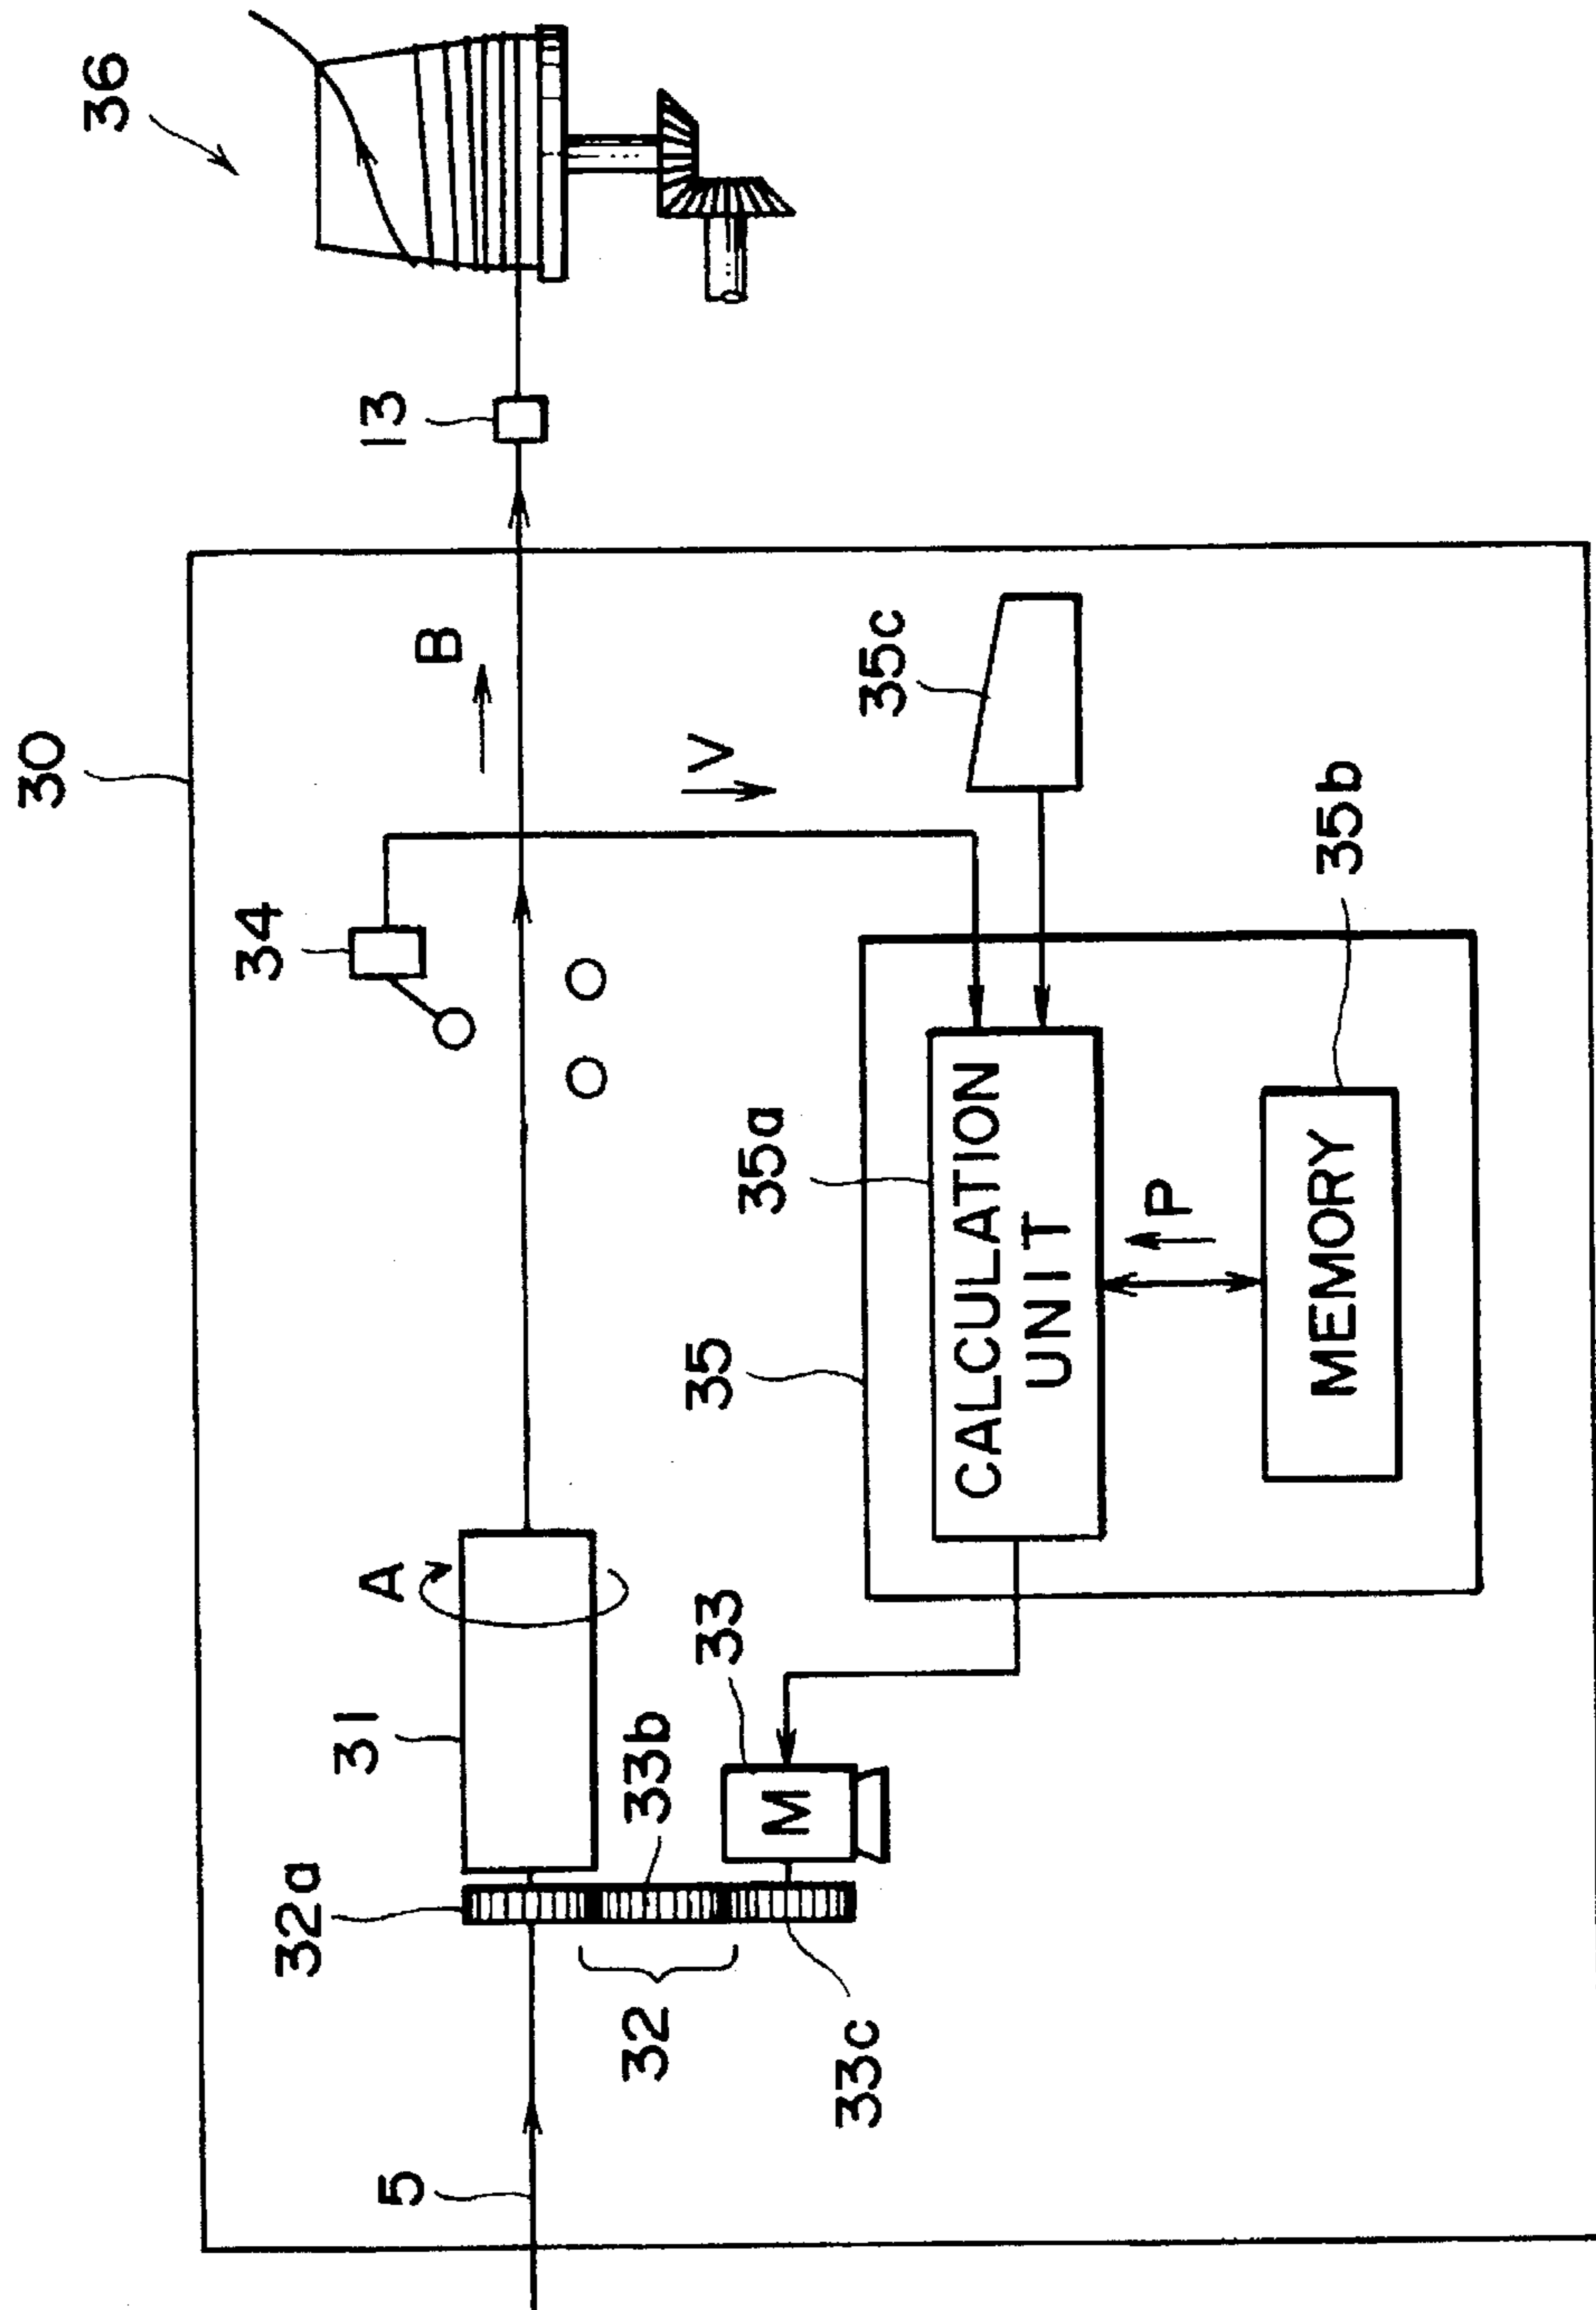 36
30
13
B
34
V
35c
A
31
32a
33b
33
M
35
35a
35b
CALCULATION
UNIT
P
MEMORY
5
32
33c